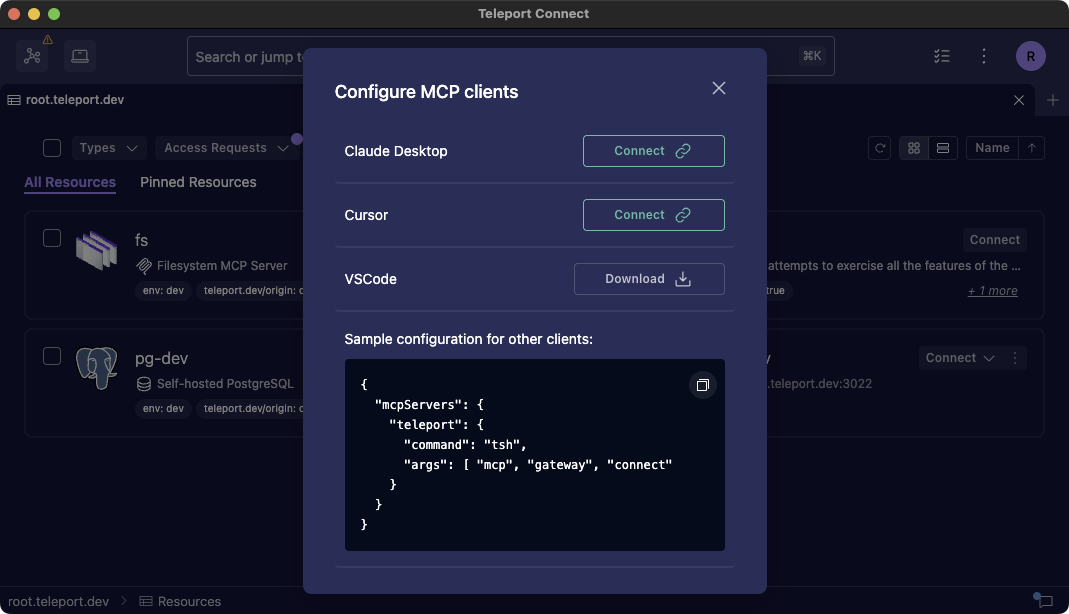 Teleport Connect
Search or jump t
⌘K
R
root.teleport.dev
Configure MCP clients
Types
Access Requests
Name
All Resources
Pinned Resources
Claude Desktop
Connect
Cursor
Connect
VSCode
Download
fs
Filesystem MCP Server
env: dev
teleport.dev/origin:
Connect
attempts to exercise all the features of the ...
true
+ 1 more
pg-dev
Self-hosted PostgreSQL
env: dev
teleport.dev/origin:
Connect
.teleport.dev:3022
Sample configuration for other clients:
{
"mcpServers": {
"teleport": {
"command": "tsh",
"args": [ "mcp", "gateway", "connect"
}
}
}
root.teleport.dev
Resources